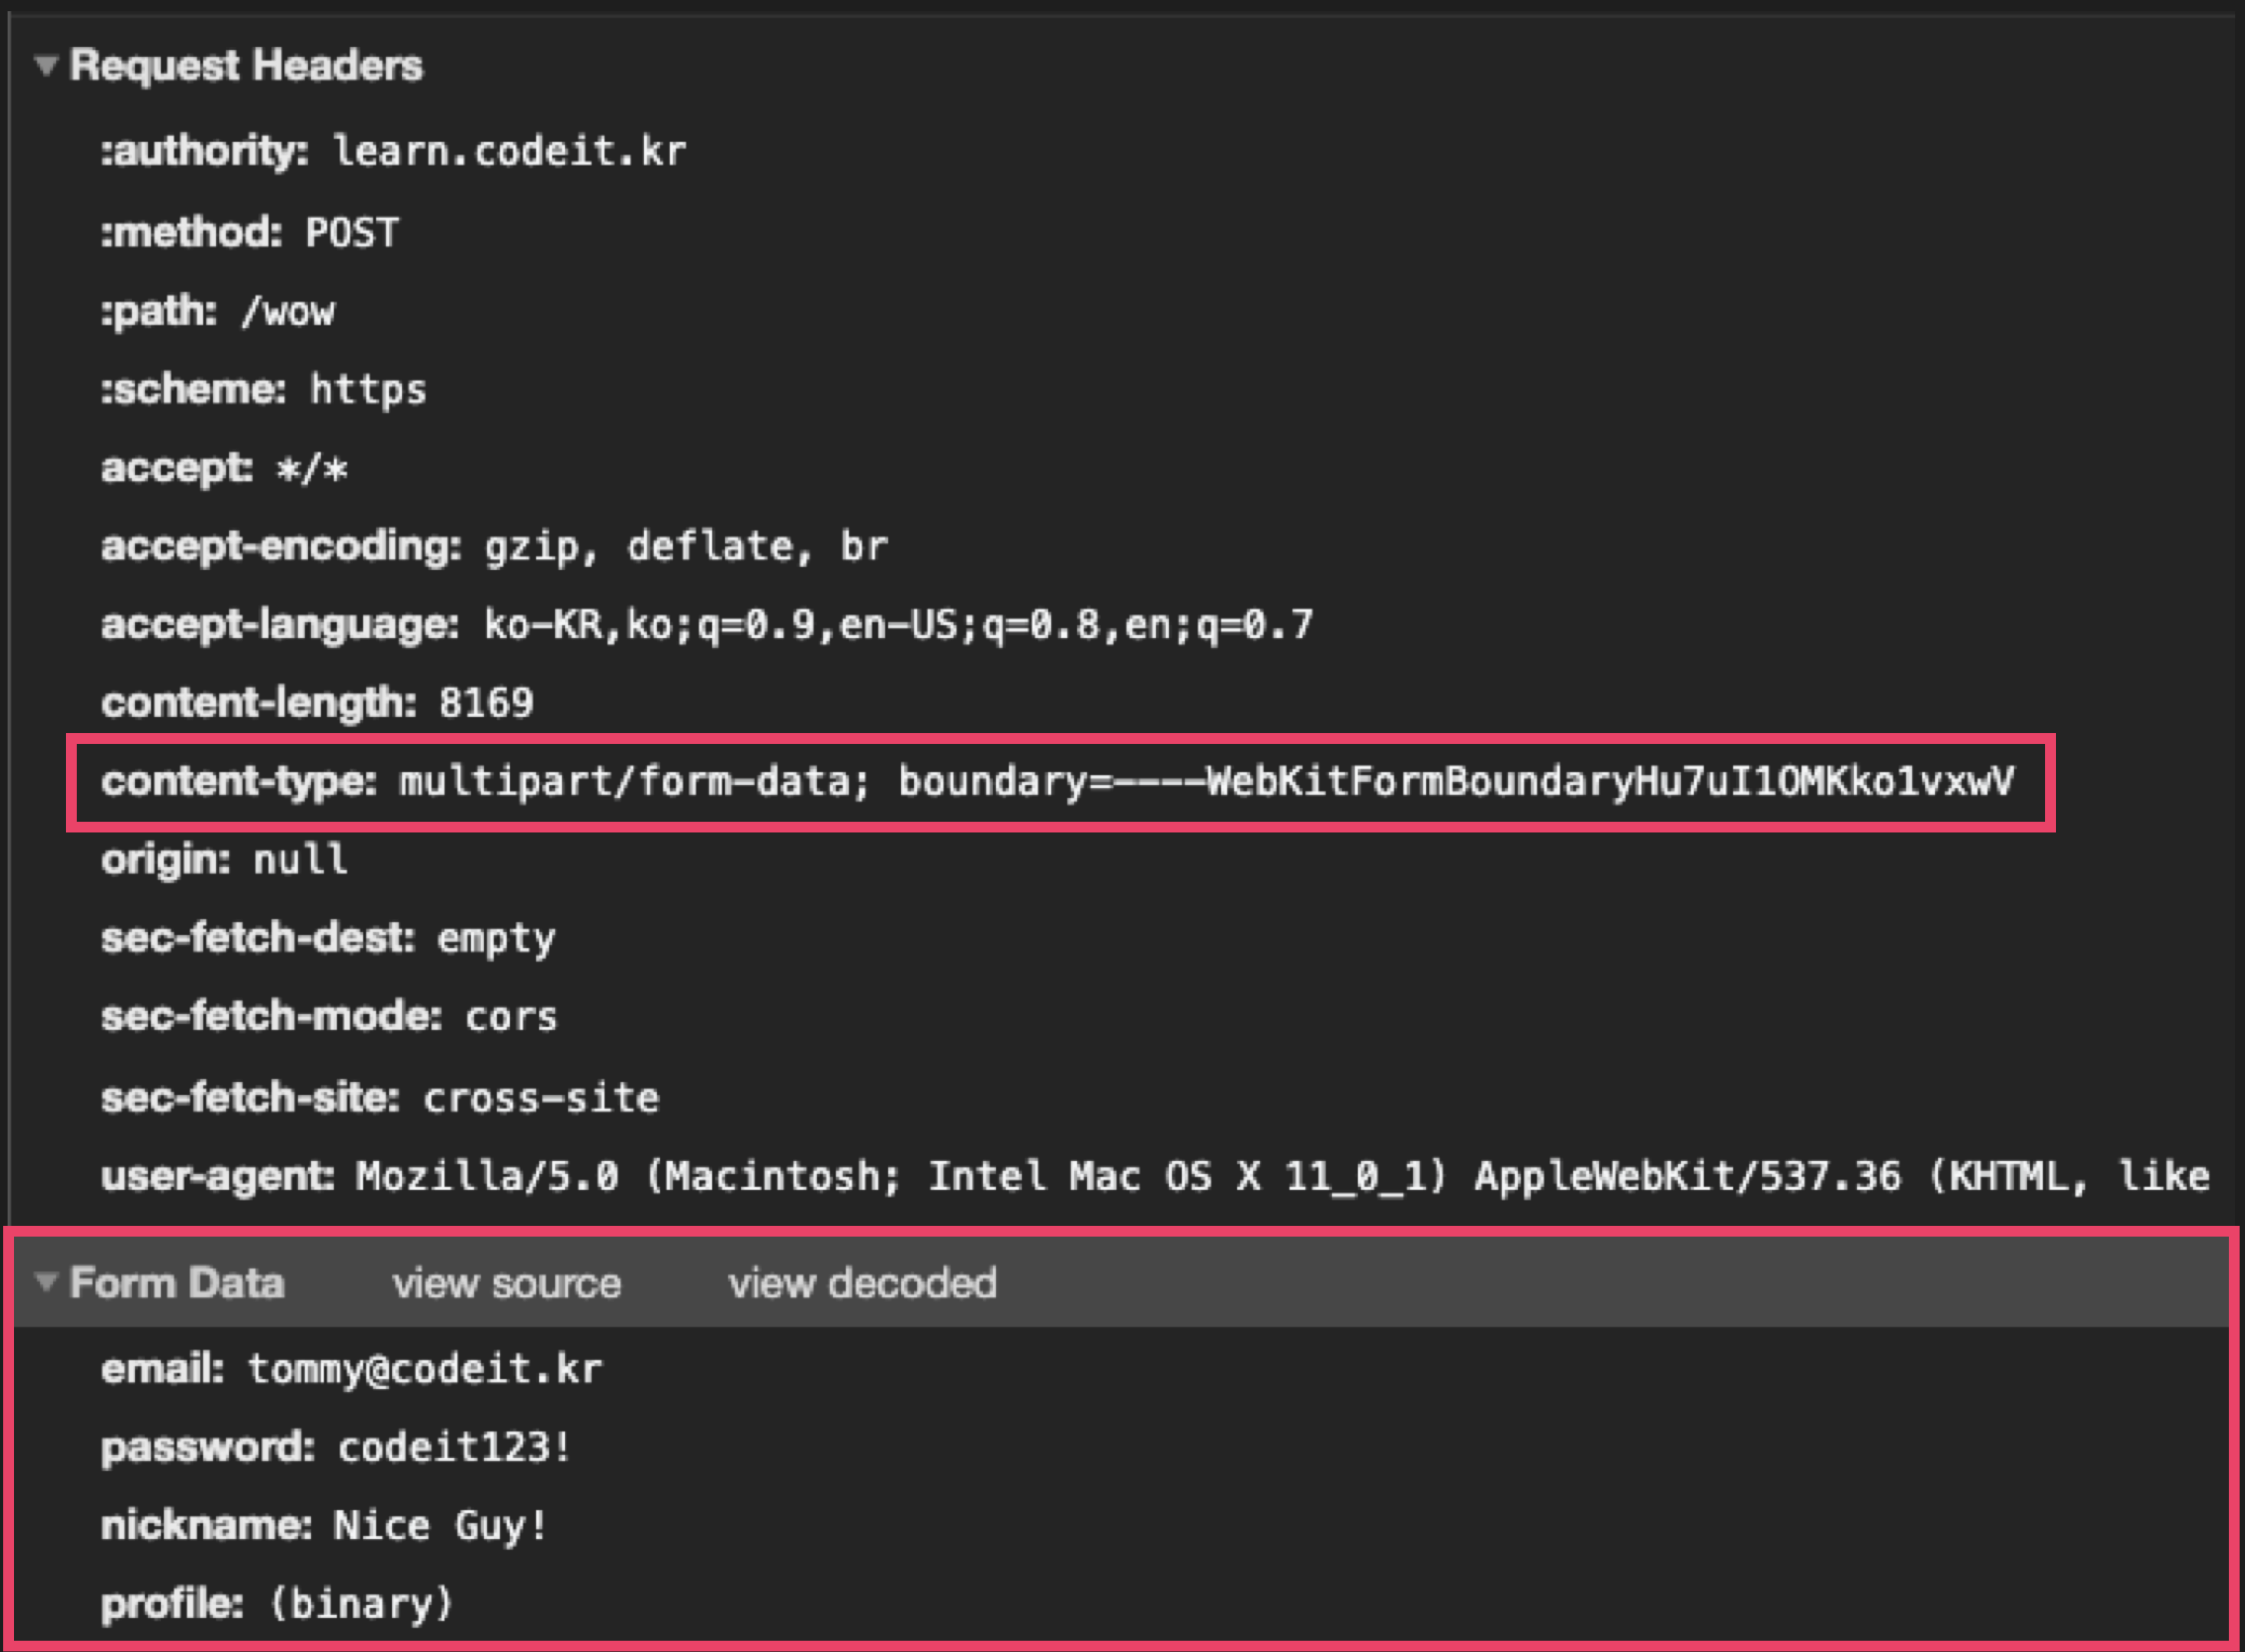 Request Headers
:authority: learn.codeit.kr
:method: POST
:path: /wow
:scheme: https
accept: */*
accept-encoding: gzip, deflate, br
accept-language: ko-KR,ko;q=0.9,en-US;q=0.8,en;q=0.7
content-length: 8169
content-type: multipart/form-data; boundary=----WebKitFormBoundaryHu7uI1OMKko1vxwV
origin: null
sec-fetch-dest: empty
sec-fetch-mode: cors
sec-fetch-site: cross-site
user-agent: Mozilla/5.0 (Macintosh; Intel Mac OS X 11_0_1) AppleWebKit/537.36 (KHTML, like
Form Data view source view decoded
email: tommy@codeit.kr
password: codeit123!
nickname: Nice Guy!
profile: (binary)